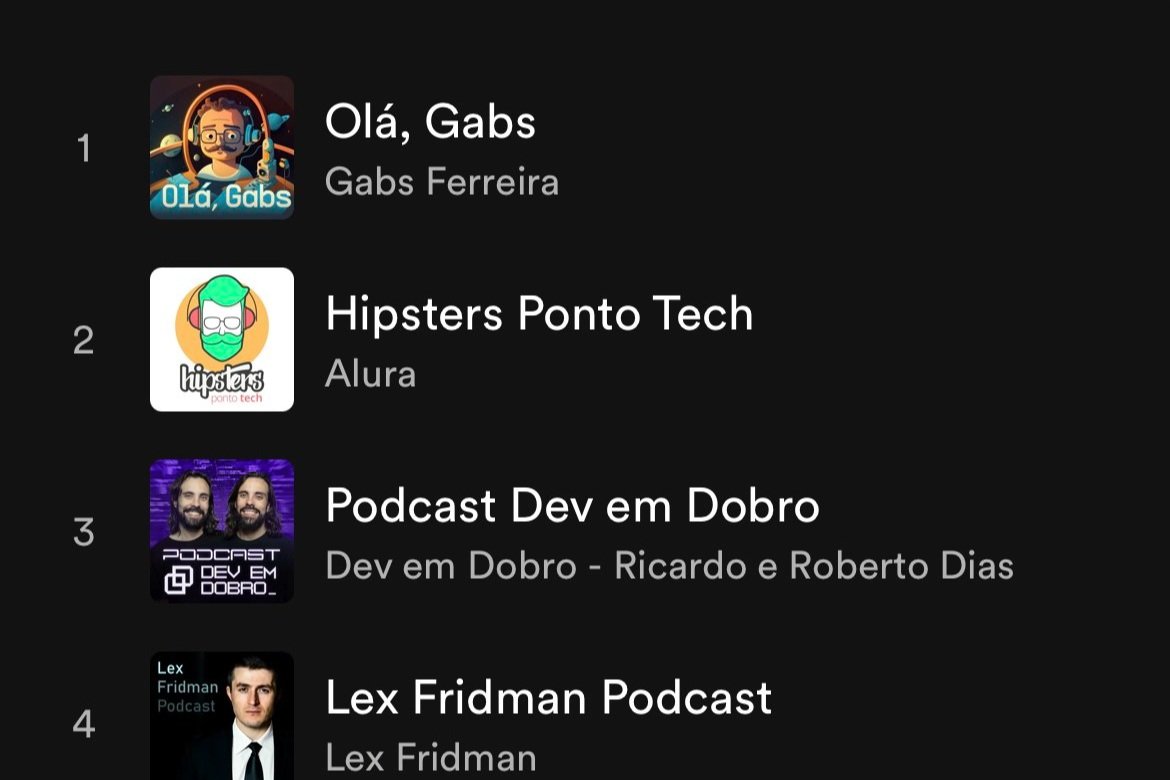 1
Olá, Gabs
Olá, Gabs
Gabs Ferreira
2
hipsters
ponto tech
Hipsters Ponto Tech
Alura
3
PODCAST
DEV EM
DOBRO_
Podcast Dev em Dobro
Dev em Dobro - Ricardo e Roberto Dias
4
Lex
Fridman
Podcast
Lex Fridman Podcast
Lex Fridman